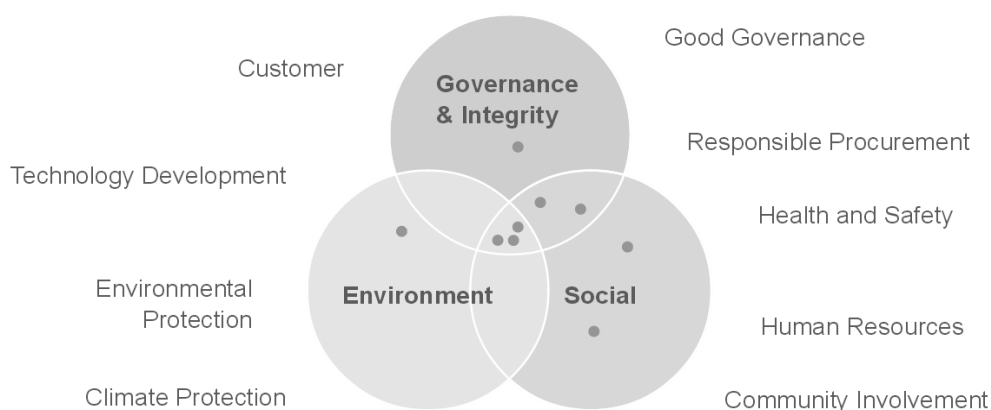 Good Governance
Customer
Governance
& Integrity
Responsible Procurement
Technology Development
Health and Safety
Environmental
Protection
Environment
Social
Human Resources
Climate Protection
Community Involvement